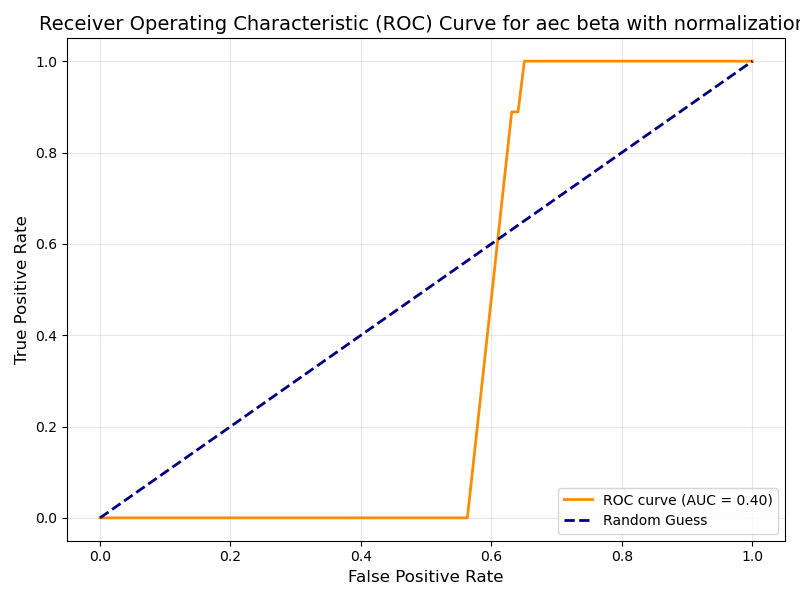 Receiver Operating Characteristic (ROC) Curve for aec beta with normalization
1.0
0.8
0.6
0.4
0.2
0.0
True Positive Rate
0.0 0.2 0.4 0.6 0.8 1.0
False Positive Rate
ROC curve (AUC = 0.40)
Random Guess